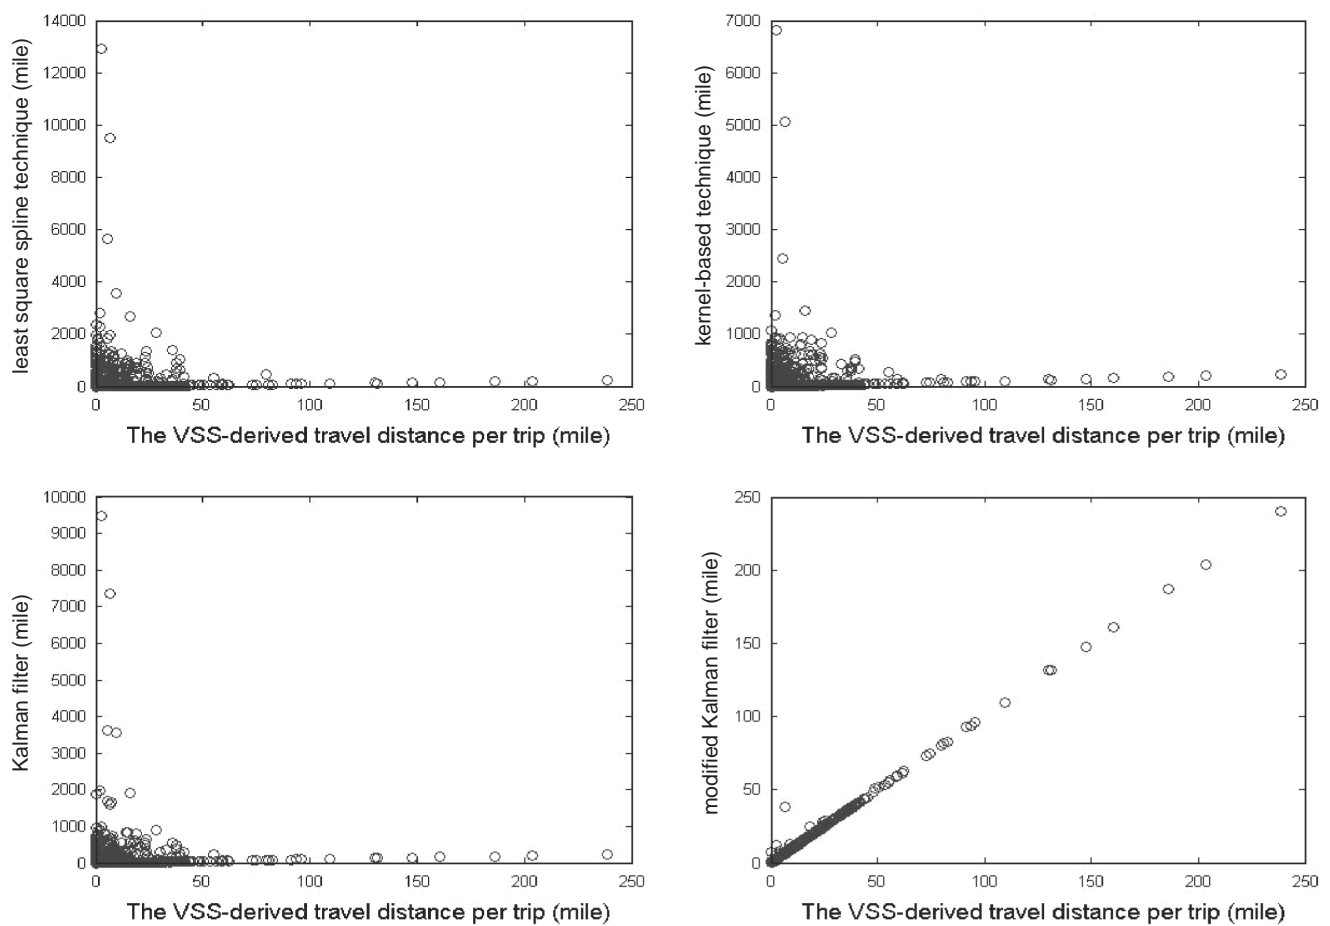 14000
12000
10000
8000
6000
4000
2000
0
0 50 100 150 200 250
least square spline technique (mile)
The VSS-derived travel distance per trip (mile)
7000
6000
5000
4000
3000
2000
1000
0
0 50 100 150 200 250
kernel-based technique (mile)
The VSS-derived travel distance per trip (mile)
10000
9000
8000
7000
6000
5000
4000
3000
2000
1000
0
0 50 100 150 200 250
Kalman filter (mile)
The VSS-derived travel distance per trip (mile)
250
200
150
100
50
0
0 50 100 150 200 250
modified Kalman filter (mile)
The VSS-derived travel distance per trip (mile)